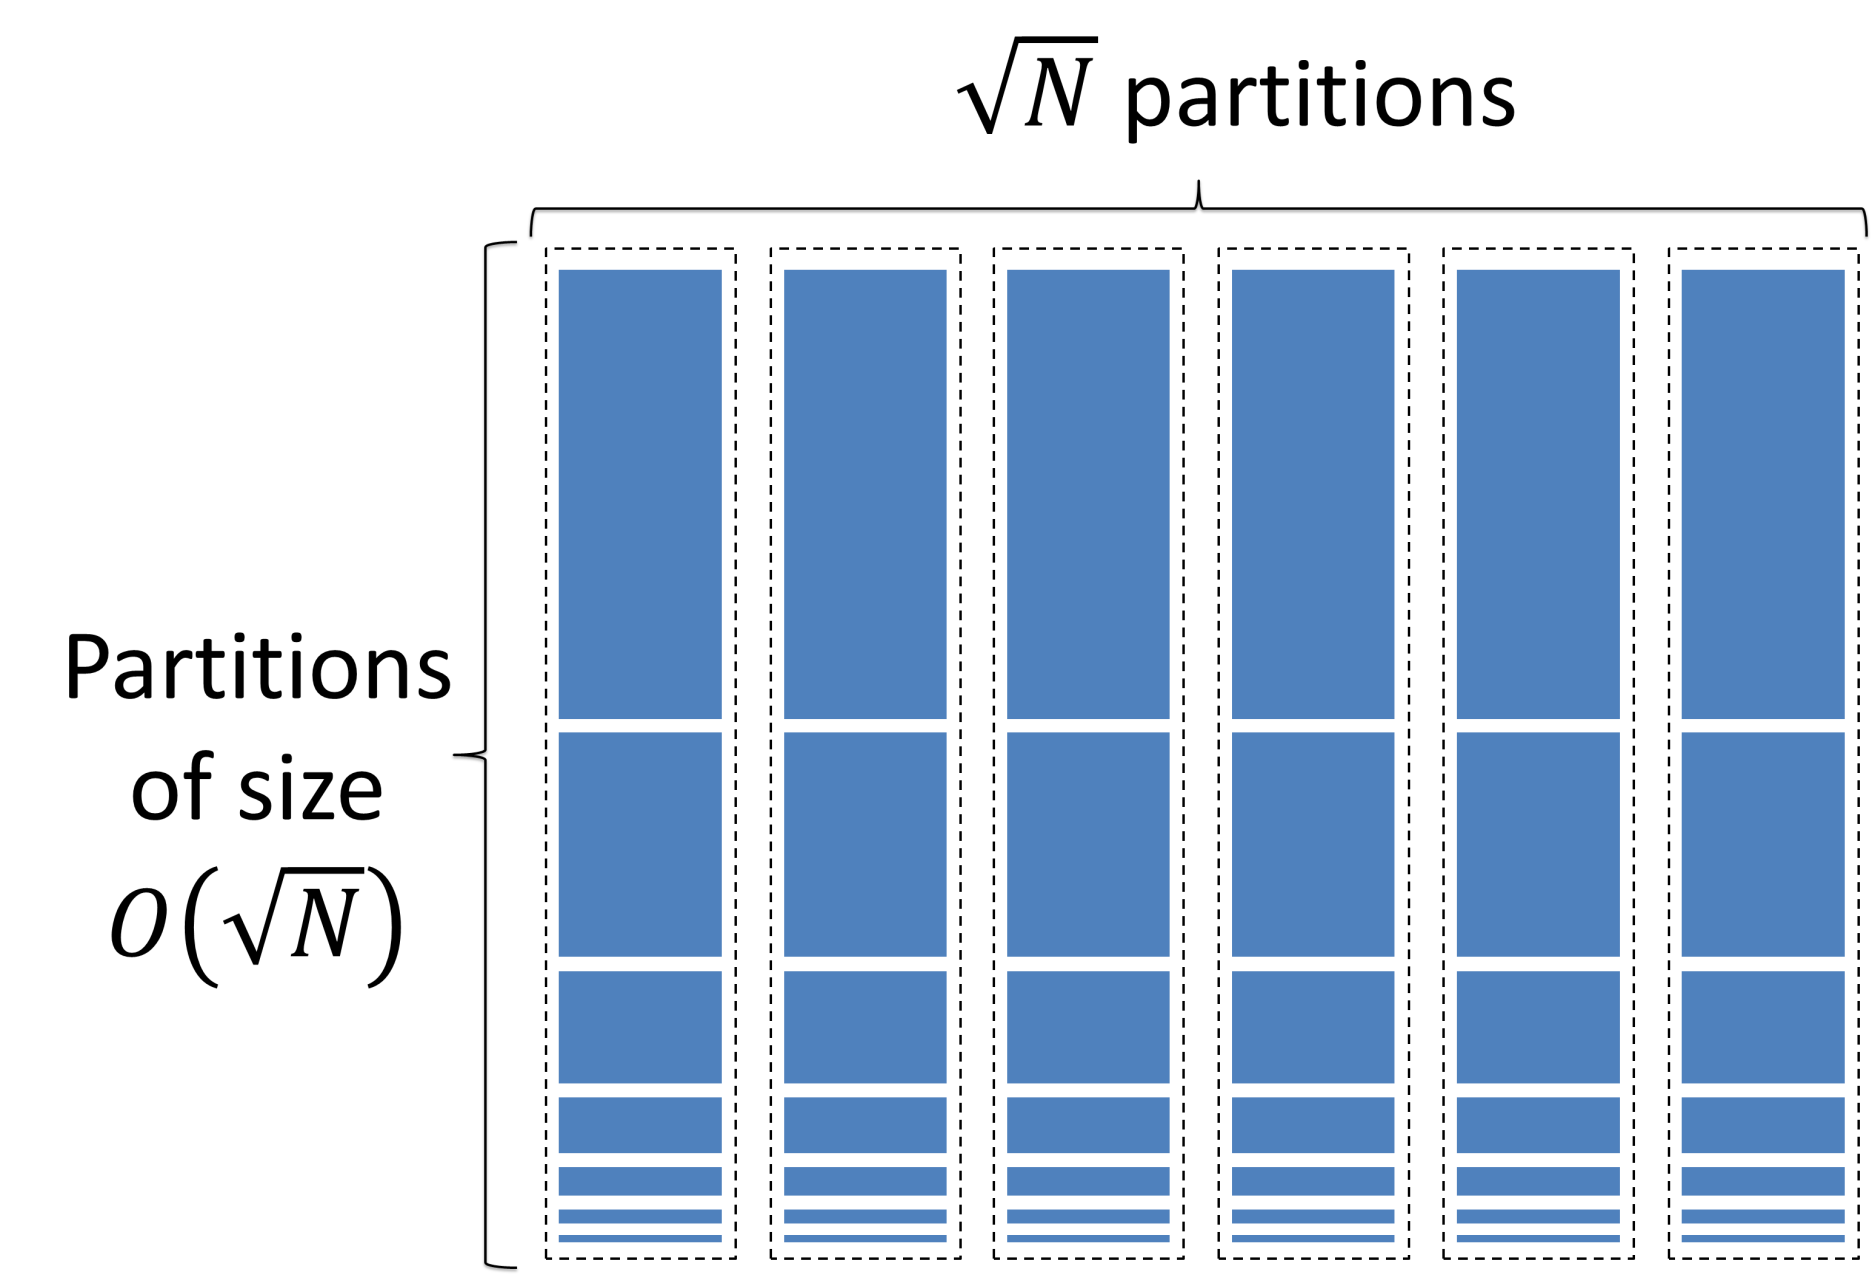 √N partitions
Partitions
of size
O(√N)